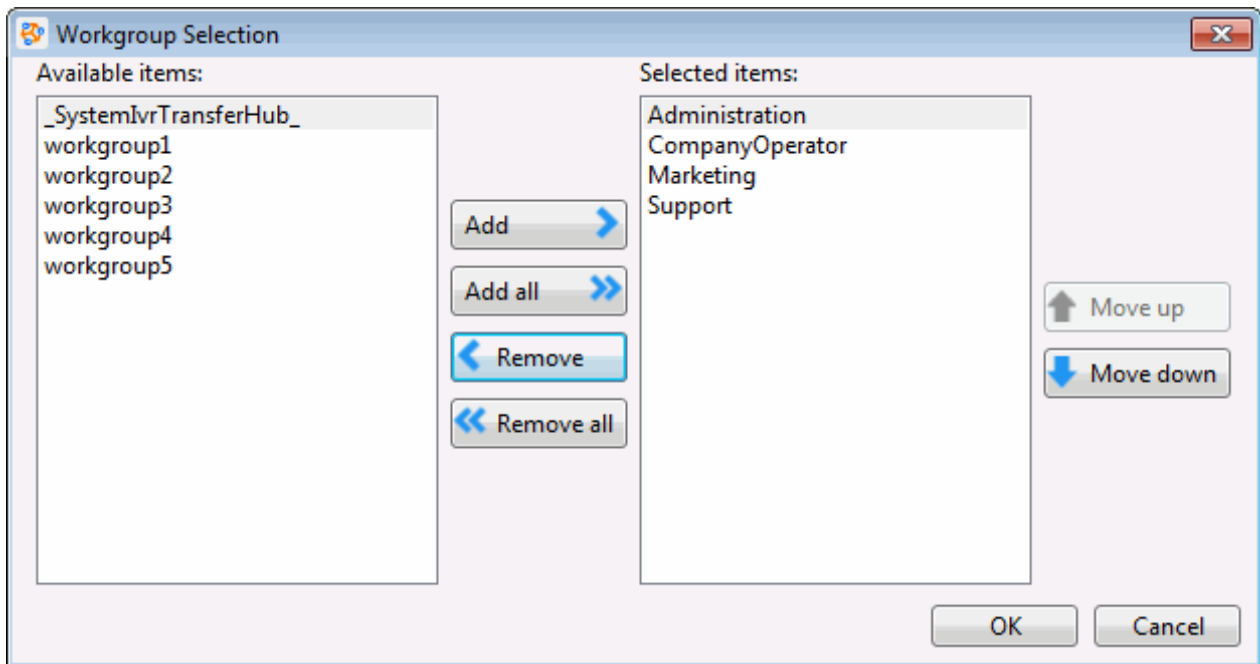 Workgroup Selection
Available items:
_SystemIvrTransferHub_
workgroup1
workgroup2
workgroup3
workgroup4
workgroup5
Add
Add all
Remove
Remove all
Selected items:
Administration
CompanyOperator
Marketing
Support
Move up
Move down
OK
Cancel